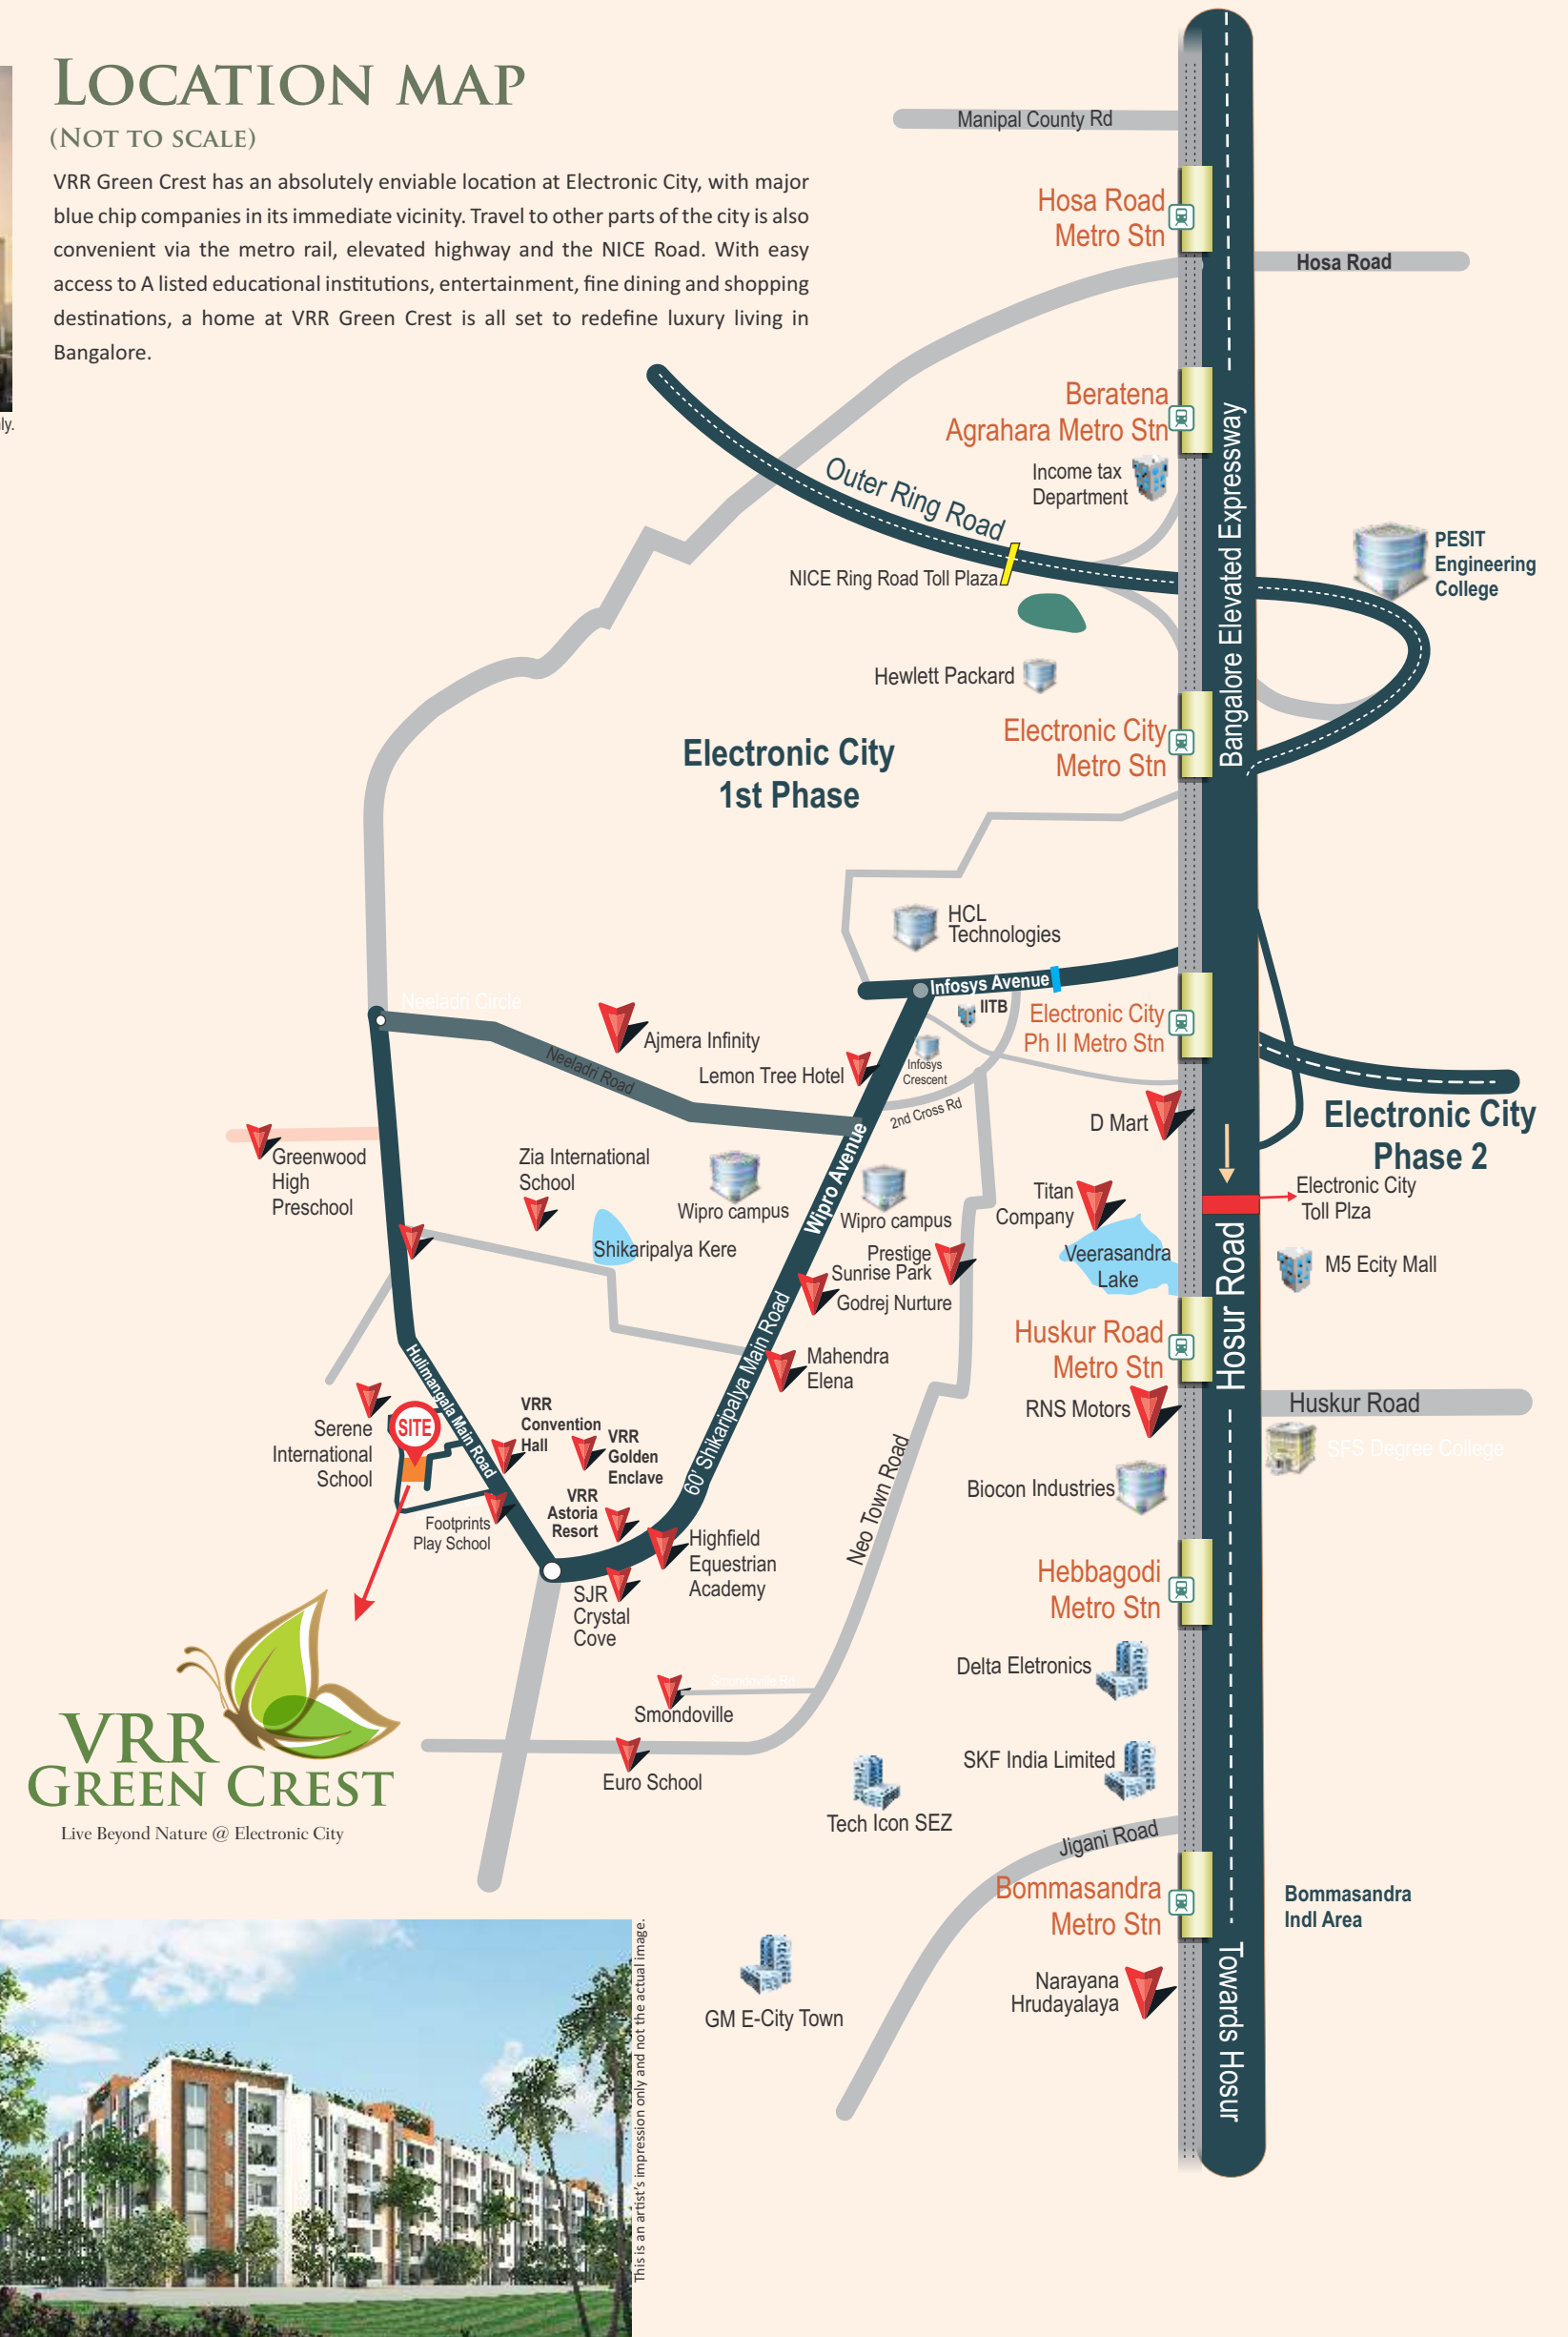 LOCATION MAP
(NOT TO SCALE)
VRR Green Crest has an absolutely enviable location at Electronic City, with major
blue chip companies in its immediate vicinity. Travel to other parts of the city is also
convenient via the metro rail, elevated highway and the NICE Road. With easy
access to A listed educational institutions, entertainment, fine dining and shopping
destinations, a home at VRR Green Crest is all set to redefine luxury living in
Bangalore.
ly.
Manipal County Rd
Hosa Road
Metro Stn
Hosa Road
Beratena
Agrahara Metro Stn
Income tax
Department
Bangalore Elevated Expressway
Outer Ring Road
NICE Ring Road Toll Plaza
PESIT
Engineering
College
Hewlett Packard
Electronic City
Metro Stn
Electronic City
1st Phase
HCL
Technologies
Infosys Avenue
IITB
Electronic City
Ph II Metro Stn
Neeladri Circle
Neeladri Road
Ajmera Infinity
Lemon Tree Hotel
Infosys
Crescent
2nd Cross Rd
D Mart
Electronic City
Phase 2
Greenwood
High
Preschool
Zia International
School
Wipro campus
Wipro Avenue
Wipro campus
Titan
Company
Electronic City
Toll Plza
Shikaripalya Kere
Prestige
Sunrise Park
Godrej Nurture
Veerasandra
Lake
M5 Ecity Mall
Hosur Road
Huskur Road
Metro Stn
Mahendra
Elena
60' Shikaripalya Main Road
Hulimangala Main Road
RNS Motors
Huskur Road
SFS Degree College
Serene
International
School
SITE
VRR
Convention
Hall
VRR
Golden
Enclave
VRR
Astoria
Resort
Footprints
Play School
Highfield
Equestrian
Academy
SJR
Crystal
Cove
Neo Town Road
Biocon Industries
Hebbagodi
Metro Stn
Delta Eletronics
Smondoville Rd
Smondoville
Euro School
SKF India Limited
Tech Icon SEZ
Jigani Road
Bommasandra
Metro Stn
Bommasandra
Indl Area
Narayana
Hrudayalaya
GM E-City Town
Towards Hosur
VRR
GREEN CREST
Live Beyond Nature @ Electronic City
This is an artist's impression only and not the actual image.